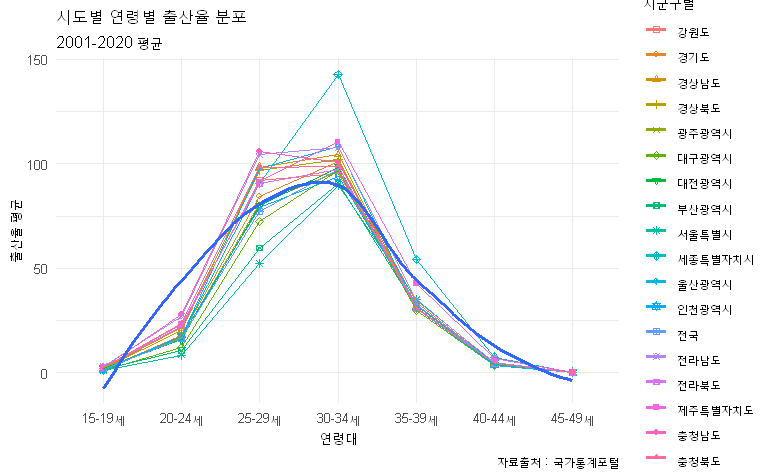 시도별 연령별 출산율 분포
2001-2020 평균
출산율 평균
150
100
50
0
15-19세
20-24세
25-29세
30-34세
35-39세
40-44세
45-49세
연령대
자료출처 : 국가통계포털
시군구별
강원도
경기도
경상남도
경상북도
광주광역시
대구광역시
대전광역시
부산광역시
서울특별시
세종특별자치시
울산광역시
인천광역시
전국
전라남도
전라북도
제주특별자치도
충청남도
충청북도